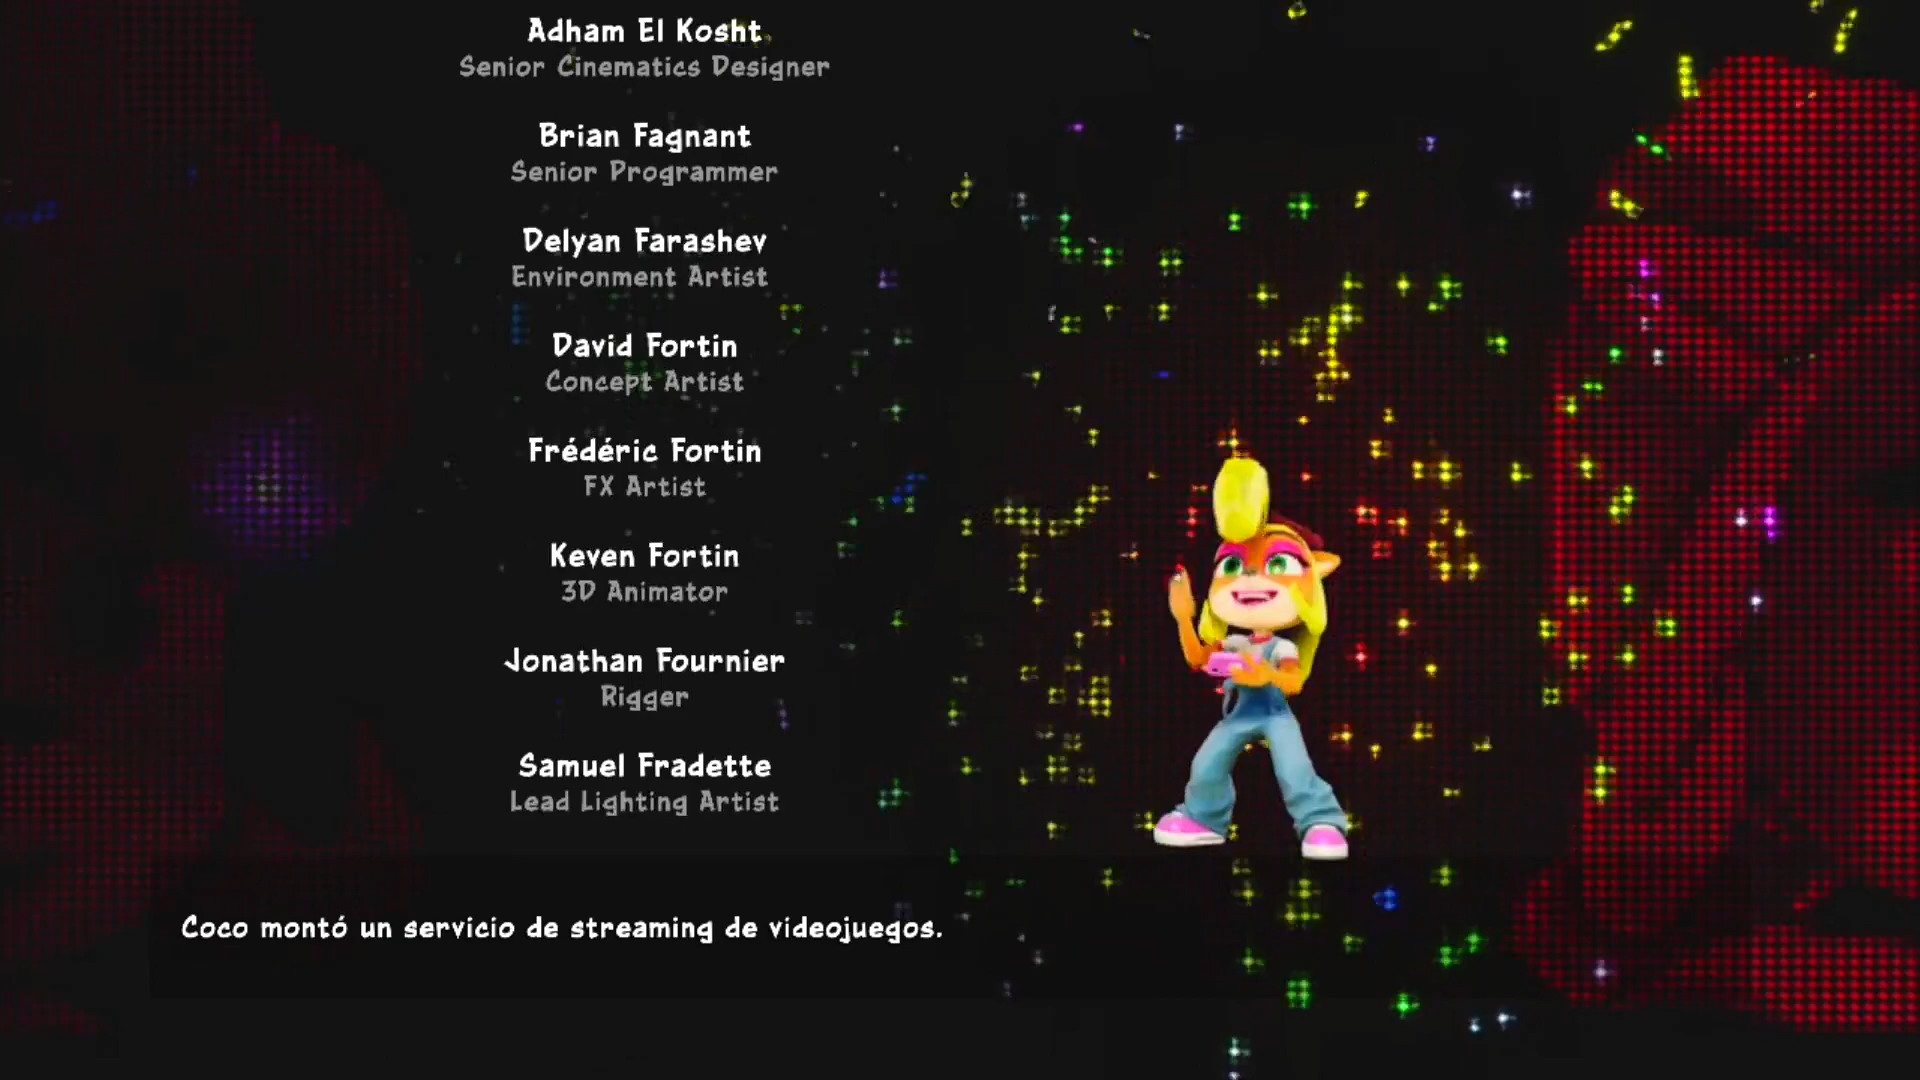 Adham El Kosht
Senior Cinematics Designer
Brian Fagnant
Senior Programmer
Delyan Farashev
Environment Artist
David Fortin
Concept Artist
Frédéric Fortin
FX Artist
Keven Fortin
3D Animator
Jonathan Fournier
Rigger
Samuel Fradette
Lead Lighting Artist
Coco montó un servicio de streaming de videojuegos.